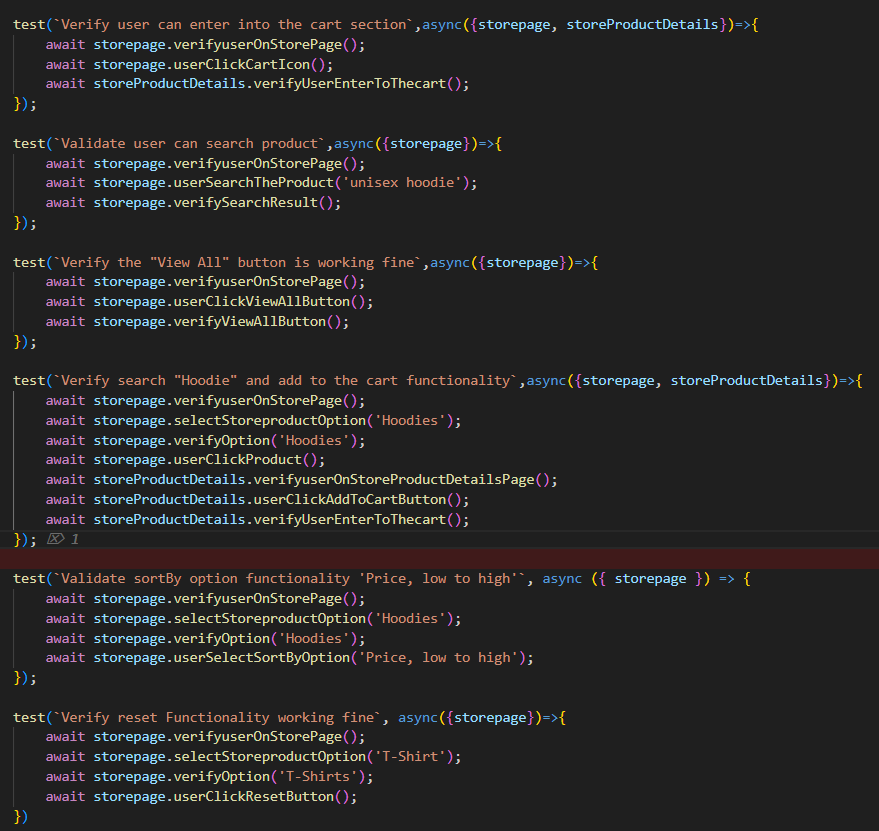 test(`Verify user can enter into the cart section`,async({storepage, storeProductDetails})=>{
    await storepage.verifyuserOnStorePage();
    await storepage.userClickCartIcon();
    await storeProductDetails.verifyUserEnterToThecart();
});

test(`Validate user can search product`,async({storepage})=>{
    await storepage.verifyuserOnStorePage();
    await storepage.userSearchTheProduct('unisex hoodie');
    await storepage.verifySearchResult();
});

test(`Verify the "View All" button is working fine`,async({storepage})=>{
    await storepage.verifyuserOnStorePage();
    await storepage.userClickViewAllButton();
    await storepage.verifyViewAllButton();
});

test(`Verify search "Hoodie" and add to the cart functionality`,async({storepage, storeProductDetails})=>{
    await storepage.verifyuserOnStorePage();
    await storepage.selectStoreproductOption('Hoodies');
    await storepage.verifyOption('Hoodies');
    await storepage.userClickProduct();
    await storeProductDetails.verifyuserOnStoreProductDetailsPage();
    await storeProductDetails.userClickAddToCartButton();
    await storeProductDetails.verifyUserEnterToThecart();
}); ⌦ 1

test(`Validate sortBy option functionality 'Price, low to high'`, async ({ storepage }) => {
    await storepage.verifyuserOnStorePage();
    await storepage.selectStoreproductOption('Hoodies');
    await storepage.verifyOption('Hoodies');
    await storepage.userSelectSortByOption('Price, low to high');
});

test(`Verify reset Functionality working fine`, async({storepage})=>{
    await storepage.verifyuserOnStorePage();
    await storepage.selectStoreproductOption('T-Shirt');
    await storepage.verifyOption('T-Shirts');
    await storepage.userClickResetButton();
})